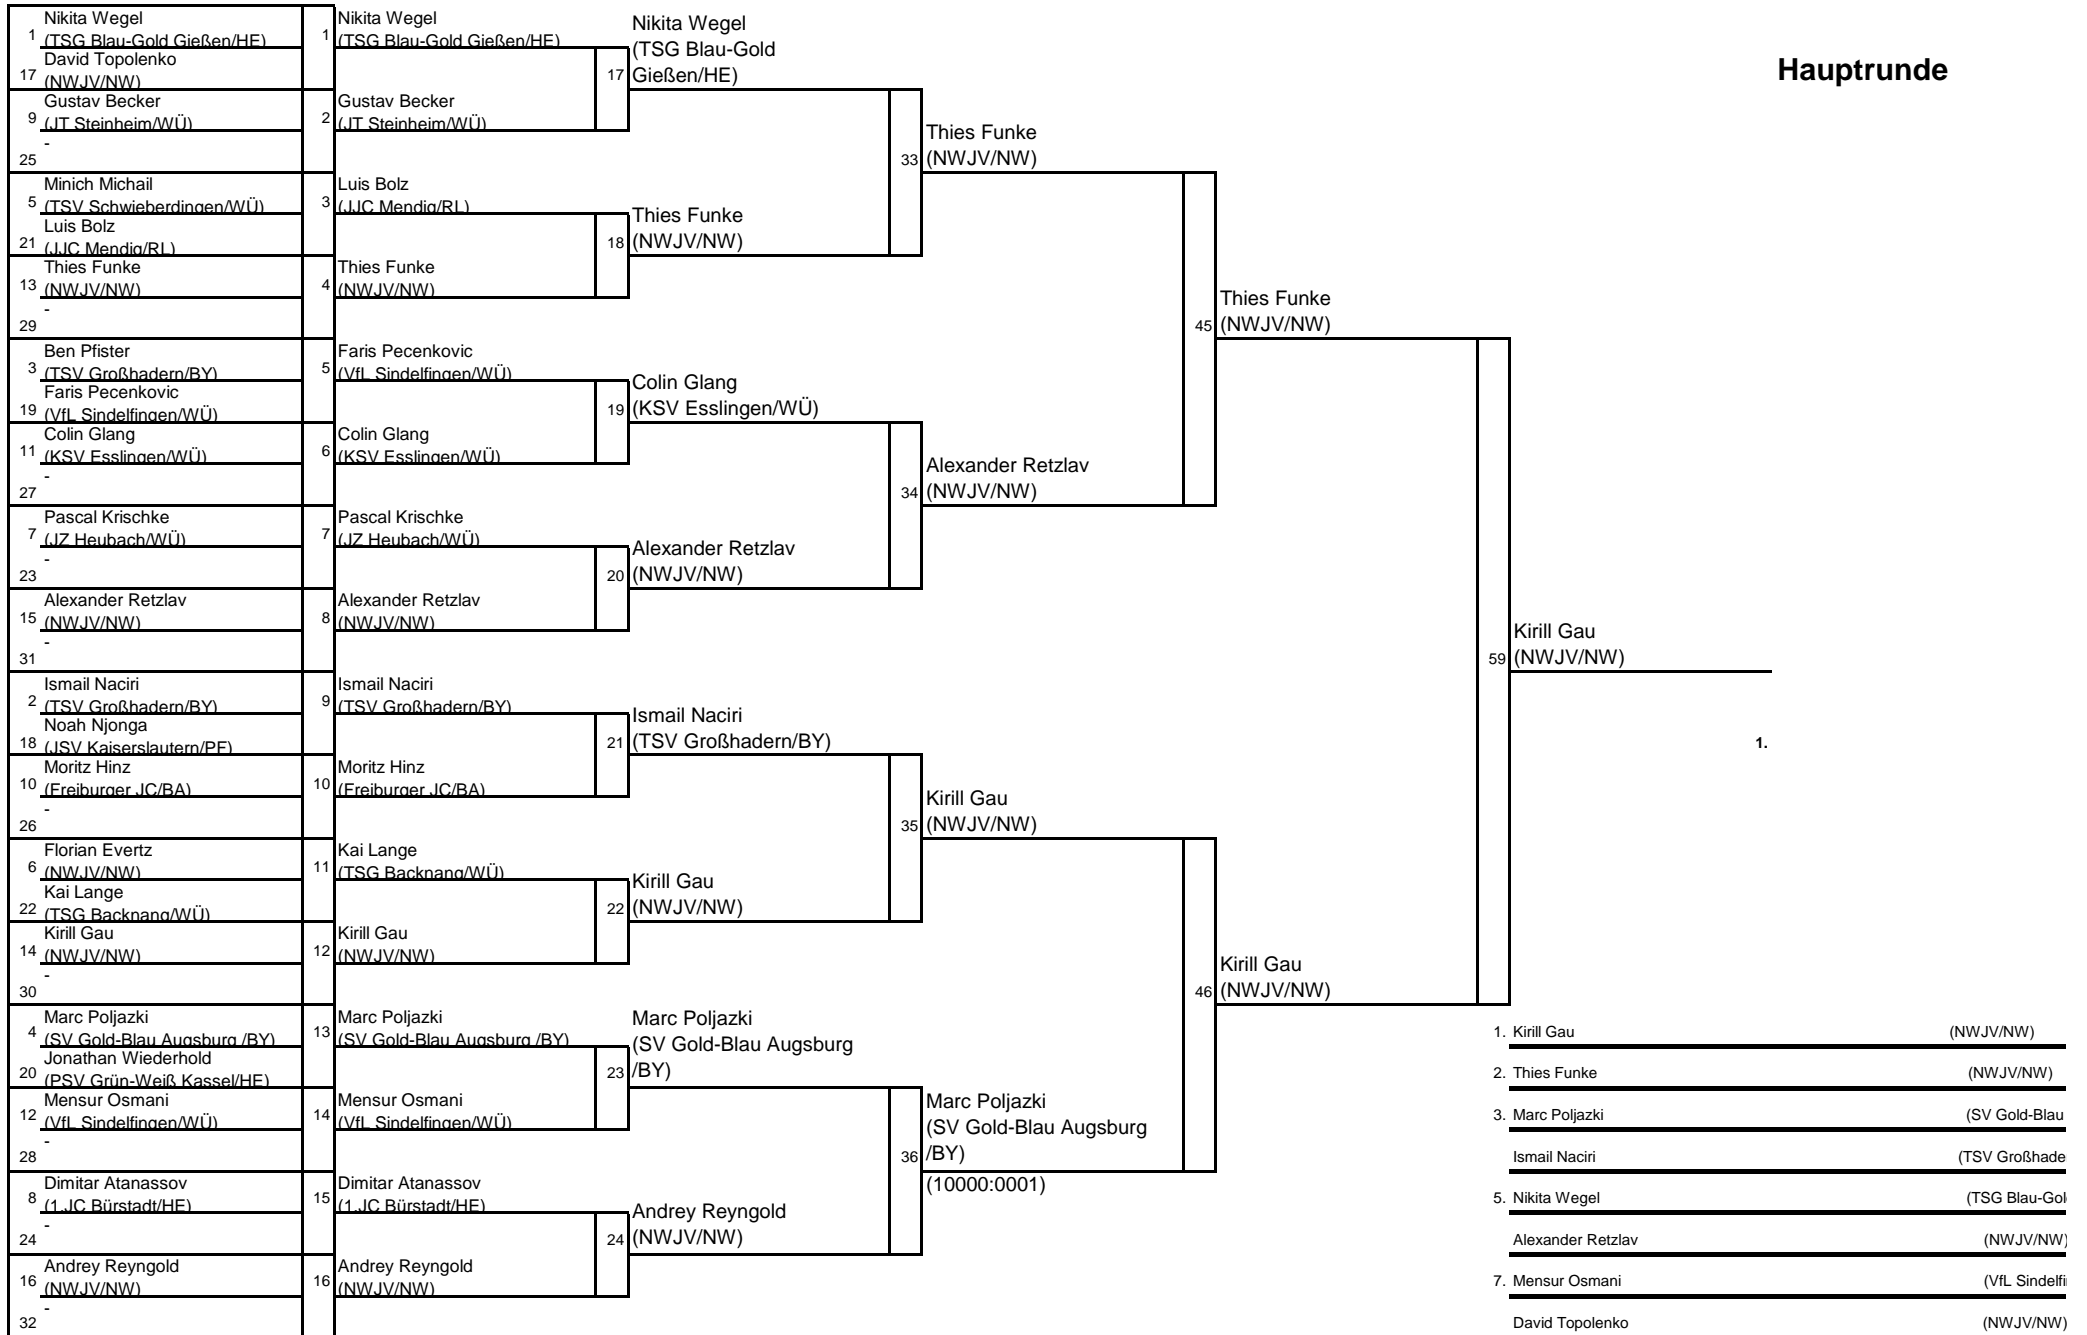 Hauptrunde
1 Nikita Wegel
(TSG Blau-Gold Gießen/HE)
17 David Topolenko
(NWJV/NW)
9 Gustav Becker
(JT Steinheim/WÜ)
25 -
5 Minich Michail
(TSV Schwieberdingen/WÜ)
21 Luis Bolz
(JJC Mendig/RL)
13 Thies Funke
(NWJV/NW)
29 -
3 Ben Pfister
(TSV Großhadern/BY)
19 Faris Pecenkovic
(VfL Sindelfingen/WÜ)
11 Colin Glang
(KSV Esslingen/WÜ)
27 -
7 Pascal Krischke
(JZ Heubach/WÜ)
23 -
15 Alexander Retzlav
(NWJV/NW)
31 -
2 Ismail Naciri
(TSV Großhadern/BY)
18 Noah Njonga
(JSV Kaiserslautern/PF)
10 Moritz Hinz
(Freiburger JC/BA)
26 -
6 Florian Evertz
(NWJV/NW)
22 Kai Lange
(TSG Backnang/WÜ)
14 Kirill Gau
(NWJV/NW)
30 -
4 Marc Poljazki
(SV Gold-Blau Augsburg /BY)
20 Jonathan Wiederhold
(PSV Grün-Weiß Kassel/HE)
12 Mensur Osmani
(VfL Sindelfingen/WÜ)
28 -
8 Dimitar Atanassov
(1.JC Bürstadt/HE)
24 -
16 Andrey Reyngold
(NWJV/NW)
32 -
1 Nikita Wegel
(TSG Blau-Gold Gießen/HE)
2 Gustav Becker
(JT Steinheim/WÜ)
3 Luis Bolz
(JJC Mendig/RL)
4 Thies Funke
(NWJV/NW)
5 Faris Pecenkovic
(VfL Sindelfingen/WÜ)
6 Colin Glang
(KSV Esslingen/WÜ)
7 Pascal Krischke
(JZ Heubach/WÜ)
8 Alexander Retzlav
(NWJV/NW)
9 Ismail Naciri
(TSV Großhadern/BY)
10 Moritz Hinz
(Freiburger JC/BA)
11 Kai Lange
(TSG Backnang/WÜ)
12 Kirill Gau
(NWJV/NW)
13 Marc Poljazki
(SV Gold-Blau Augsburg /BY)
14 Mensur Osmani
(VfL Sindelfingen/WÜ)
15 Dimitar Atanassov
(1.JC Bürstadt/HE)
16 Andrey Reyngold
(NWJV/NW)
Nikita Wegel
(TSG Blau-Gold
17 Gießen/HE)
Thies Funke
18 (NWJV/NW)
Colin Glang
19 (KSV Esslingen/WÜ)
Alexander Retzlav
20 (NWJV/NW)
Ismail Naciri
21 (TSV Großhadern/BY)
Kirill Gau
22 (NWJV/NW)
Marc Poljazki
(SV Gold-Blau Augsburg
23 /BY)
Andrey Reyngold
24 (NWJV/NW)
Thies Funke
33 (NWJV/NW)
Alexander Retzlav
34 (NWJV/NW)
Kirill Gau
35 (NWJV/NW)
Marc Poljazki
(SV Gold-Blau Augsburg
36 /BY)
(10000:0001)
Thies Funke
45 (NWJV/NW)
Kirill Gau
46 (NWJV/NW)
Kirill Gau
59 (NWJV/NW)
1.
1. Kirill Gau (NWJV/NW)
2. Thies Funke (NWJV/NW)
3. Marc Poljazki (SV Gold-Blau
Ismail Naciri (TSV Großhade
5. Nikita Wegel (TSG Blau-Gol
Alexander Retzlav (NWJV/NW)
7. Mensur Osmani (VfL Sindelfi
David Topolenko (NWJV/NW)